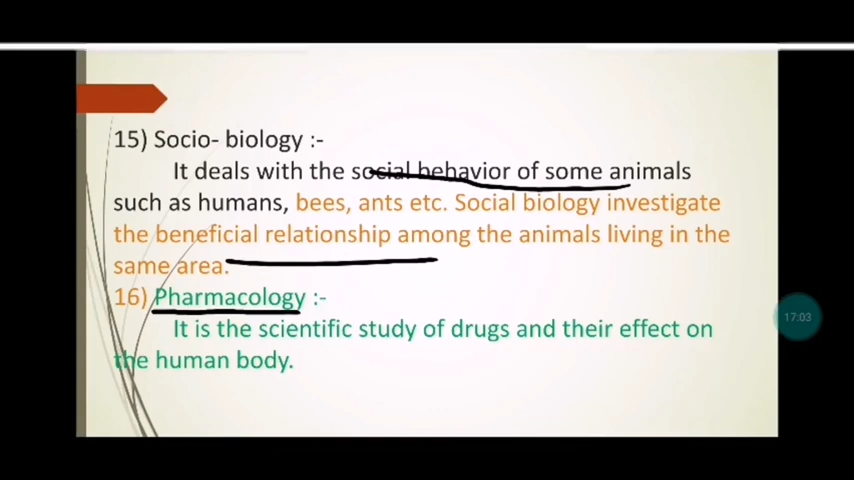 15) Socio- biology :-
It deals with the social behavior of some animals
such as humans, bees, ants etc. Social biology investigate
the beneficial relationship among the animals living in the
same area.
16) Pharmacology :-
It is the scientific study of drugs and their effect on
the human body.
17:03